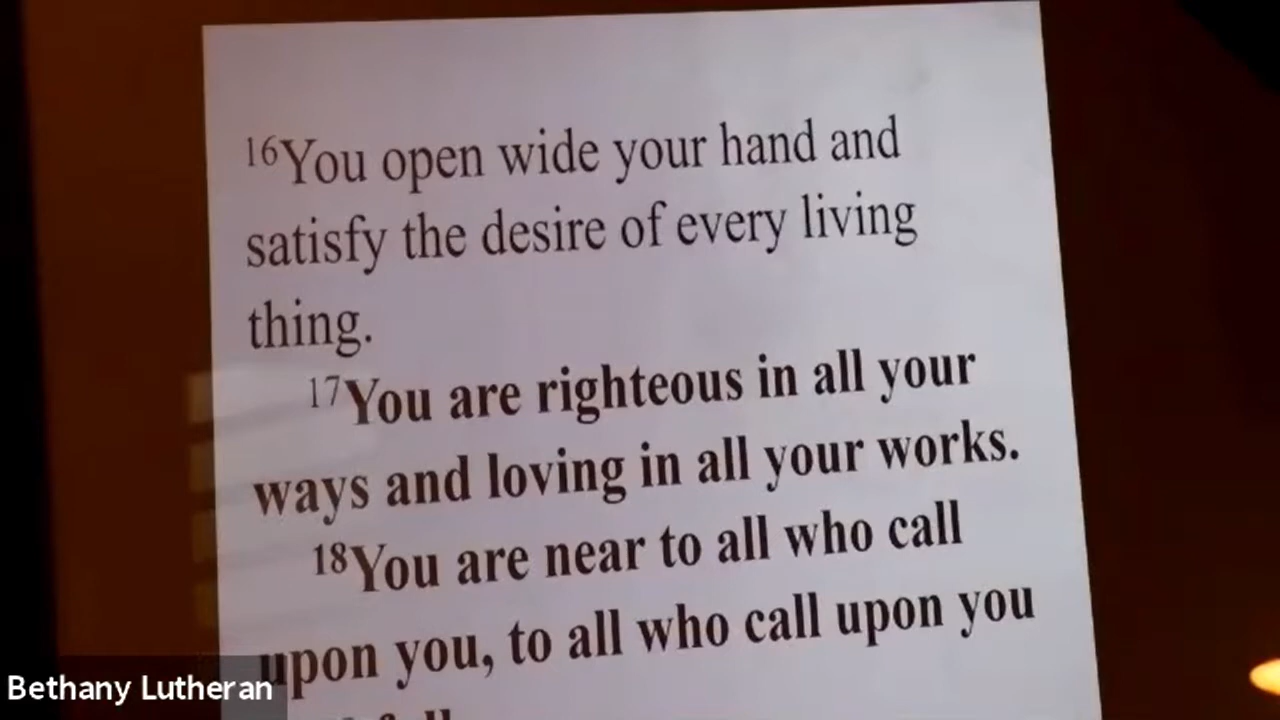 ¹⁶You open wide your hand and
satisfy the desire of every living
thing.
¹⁷You are righteous in all your
ways and loving in all your works.
¹⁸You are near to all who call
upon you, to all who call upon you
Bethany Lutheran